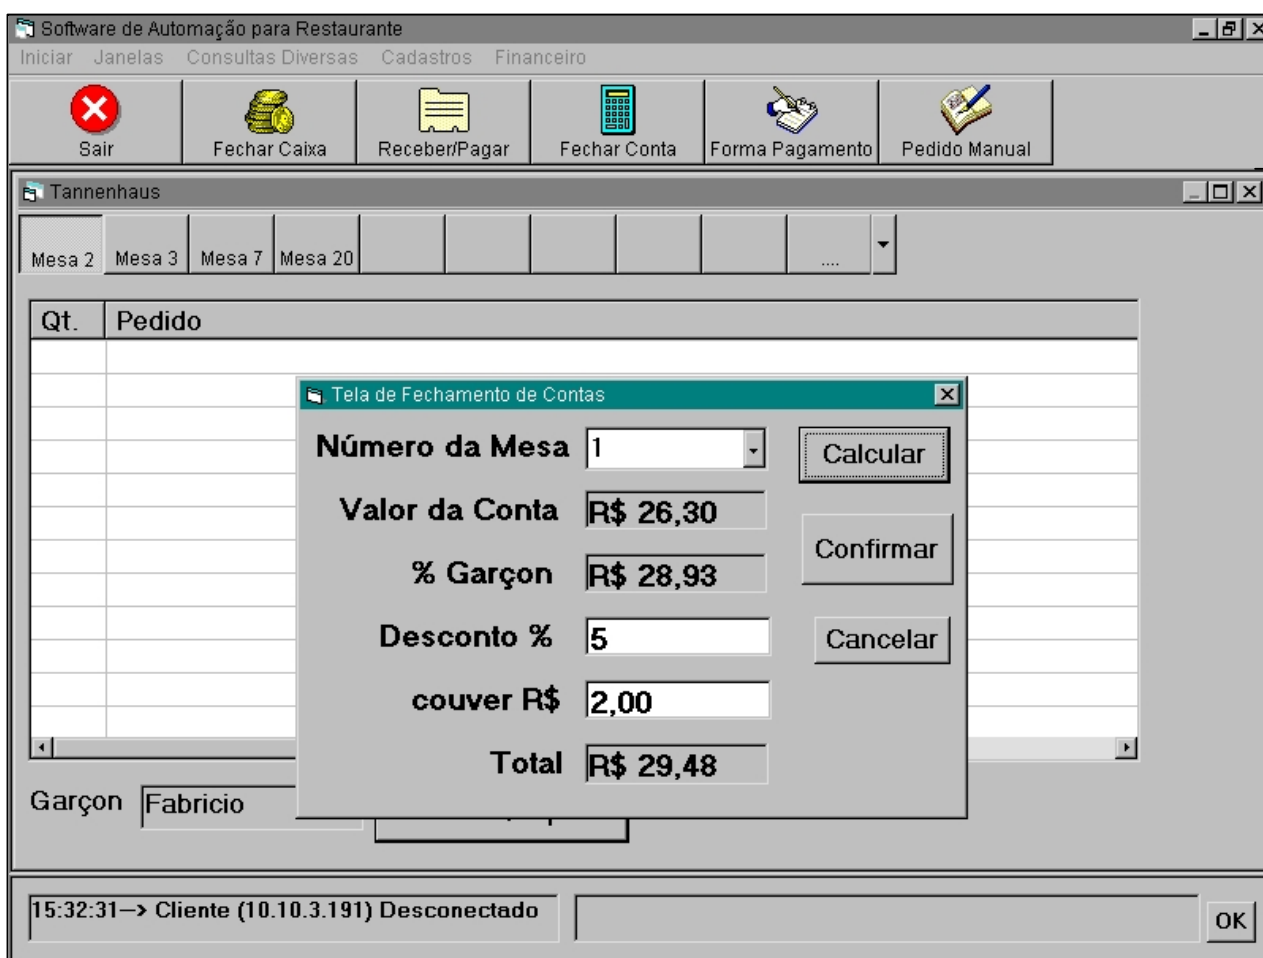 Software de Automação para Restaurante
Iniciar Janelas Consultas Diversas Cadastros Financeiro
Sair Fechar Caixa Receber/Pagar Fechar Conta Forma Pagamento Pedido Manual
Tannenhaus
Mesa 2 Mesa 3 Mesa 7 Mesa 20 ....
Qt. Pedido
Tela de Fechamento de Contas
Número da Mesa 1 Calcular
Valor da Conta R$ 26,30
Confirmar
% Garçon R$ 28,93
Desconto % 5 Cancelar
couver R$ 2,00
Total R$ 29,48
Garçon Fabricio
15:32:31--> Cliente (10.10.3.191) Desconectado
OK